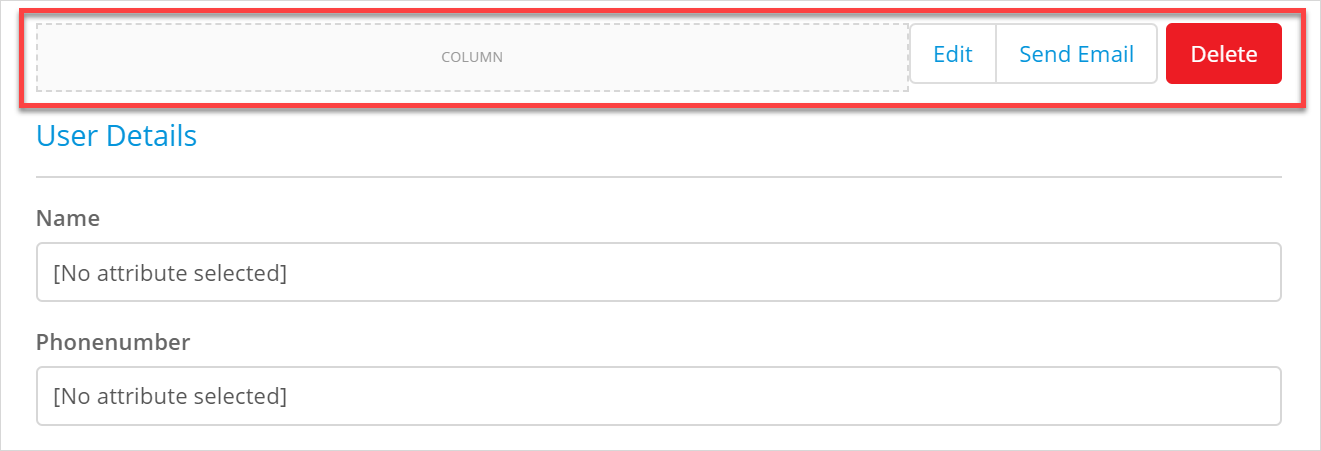 COLUMN Edit Send Email Delete
User Details
Name
[No attribute selected]
Phonenumber
[No attribute selected]